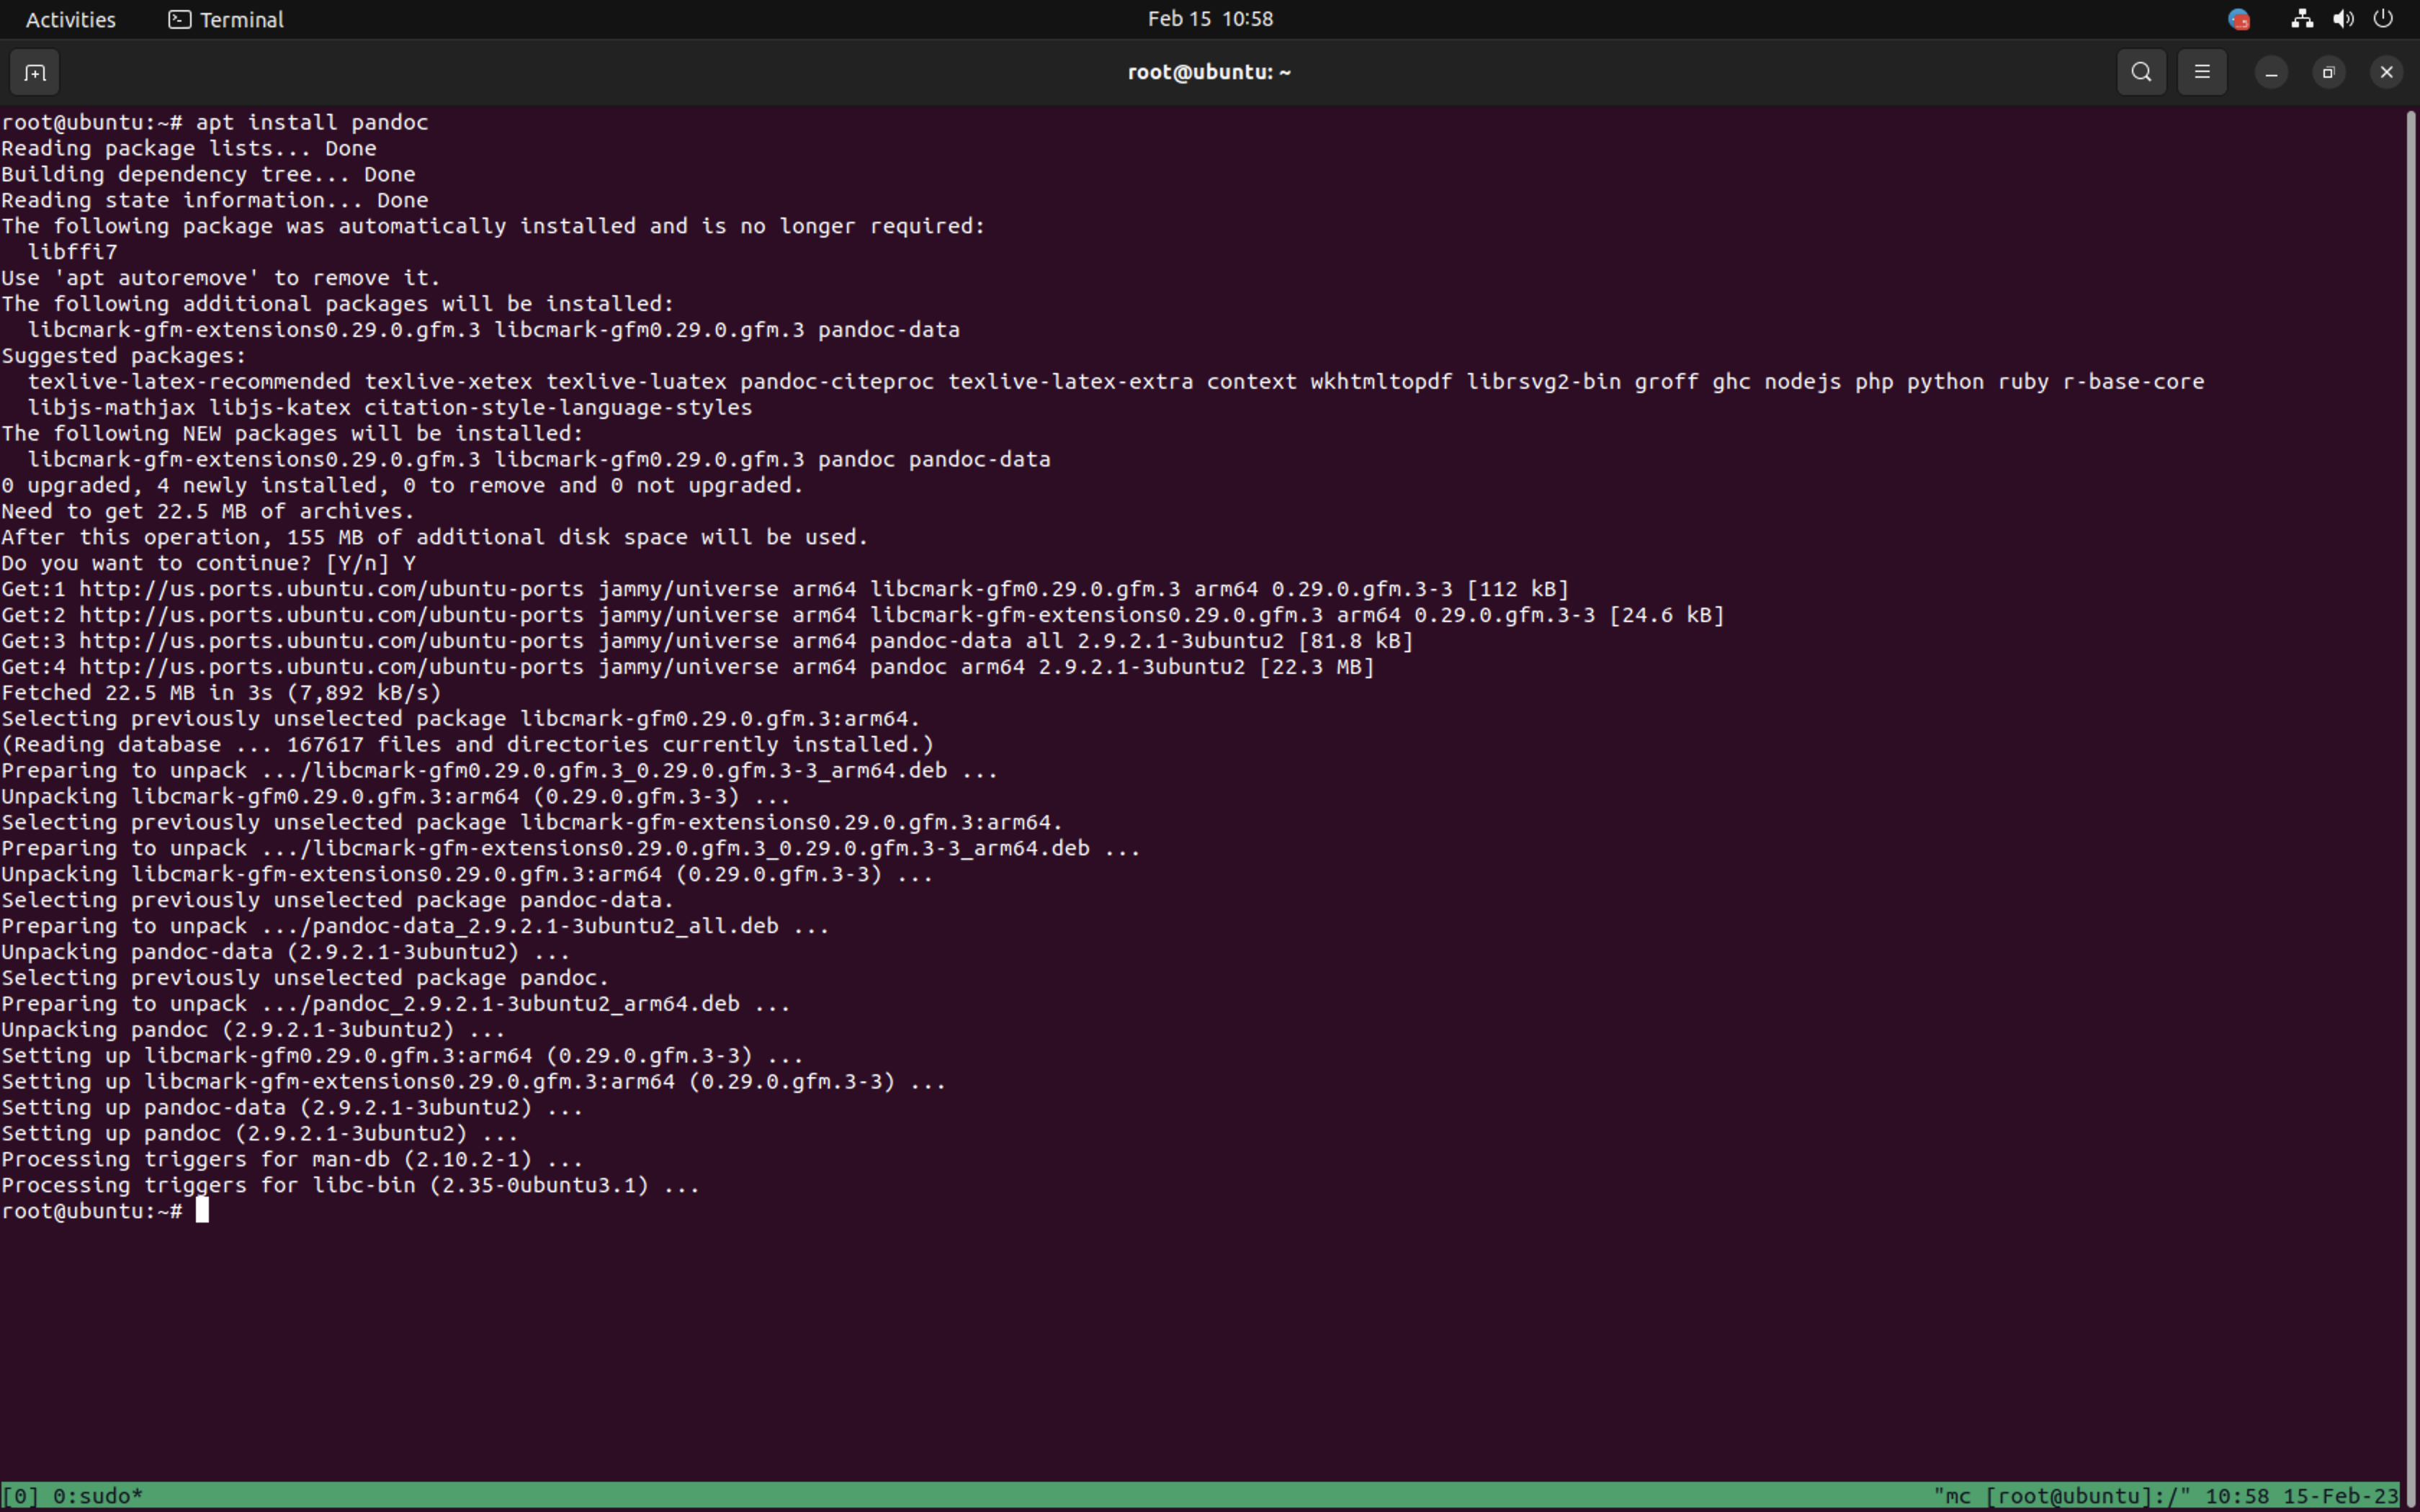 Activities Terminal Feb 15 10:58
root@ubuntu: ~
root@ubuntu:~# apt install pandoc
Reading package lists... Done
Building dependency tree... Done
Reading state information... Done
The following package was automatically installed and is no longer required:
  libffi7
Use 'apt autoremove' to remove it.
The following additional packages will be installed:
  libcmark-gfm-extensions0.29.0.gfm.3 libcmark-gfm0.29.0.gfm.3 pandoc-data
Suggested packages:
  texlive-latex-recommended texlive-xetex texlive-luatex pandoc-citeproc texlive-latex-extra context wkhtmltopdf librsvg2-bin groff ghc nodejs php python ruby r-base-core
  libjs-mathjax libjs-katex citation-style-language-styles
The following NEW packages will be installed:
  libcmark-gfm-extensions0.29.0.gfm.3 libcmark-gfm0.29.0.gfm.3 pandoc pandoc-data
0 upgraded, 4 newly installed, 0 to remove and 0 not upgraded.
Need to get 22.5 MB of archives.
After this operation, 155 MB of additional disk space will be used.
Do you want to continue? [Y/n] Y
Get:1 http://us.ports.ubuntu.com/ubuntu-ports jammy/universe arm64 libcmark-gfm0.29.0.gfm.3 arm64 0.29.0.gfm.3-3 [112 kB]
Get:2 http://us.ports.ubuntu.com/ubuntu-ports jammy/universe arm64 libcmark-gfm-extensions0.29.0.gfm.3 arm64 0.29.0.gfm.3-3 [24.6 kB]
Get:3 http://us.ports.ubuntu.com/ubuntu-ports jammy/universe arm64 pandoc-data all 2.9.2.1-3ubuntu2 [81.8 kB]
Get:4 http://us.ports.ubuntu.com/ubuntu-ports jammy/universe arm64 pandoc arm64 2.9.2.1-3ubuntu2 [22.3 MB]
Fetched 22.5 MB in 3s (7,892 kB/s)
Selecting previously unselected package libcmark-gfm0.29.0.gfm.3:arm64.
(Reading database ... 167617 files and directories currently installed.)
Preparing to unpack .../libcmark-gfm0.29.0.gfm.3_0.29.0.gfm.3-3_arm64.deb ...
Unpacking libcmark-gfm0.29.0.gfm.3:arm64 (0.29.0.gfm.3-3) ...
Selecting previously unselected package libcmark-gfm-extensions0.29.0.gfm.3:arm64.
Preparing to unpack .../libcmark-gfm-extensions0.29.0.gfm.3_0.29.0.gfm.3-3_arm64.deb ...
Unpacking libcmark-gfm-extensions0.29.0.gfm.3:arm64 (0.29.0.gfm.3-3) ...
Selecting previously unselected package pandoc-data.
Preparing to unpack .../pandoc-data_2.9.2.1-3ubuntu2_all.deb ...
Unpacking pandoc-data (2.9.2.1-3ubuntu2) ...
Selecting previously unselected package pandoc.
Preparing to unpack .../pandoc_2.9.2.1-3ubuntu2_arm64.deb ...
Unpacking pandoc (2.9.2.1-3ubuntu2) ...
Setting up libcmark-gfm0.29.0.gfm.3:arm64 (0.29.0.gfm.3-3) ...
Setting up libcmark-gfm-extensions0.29.0.gfm.3:arm64 (0.29.0.gfm.3-3) ...
Setting up pandoc-data (2.9.2.1-3ubuntu2) ...
Setting up pandoc (2.9.2.1-3ubuntu2) ...
Processing triggers for man-db (2.10.2-1) ...
Processing triggers for libc-bin (2.35-0ubuntu3.1) ...
root@ubuntu:~#
[0] 0:sudo* "mc [root@ubuntu]:/" 10:58 15-Feb-23